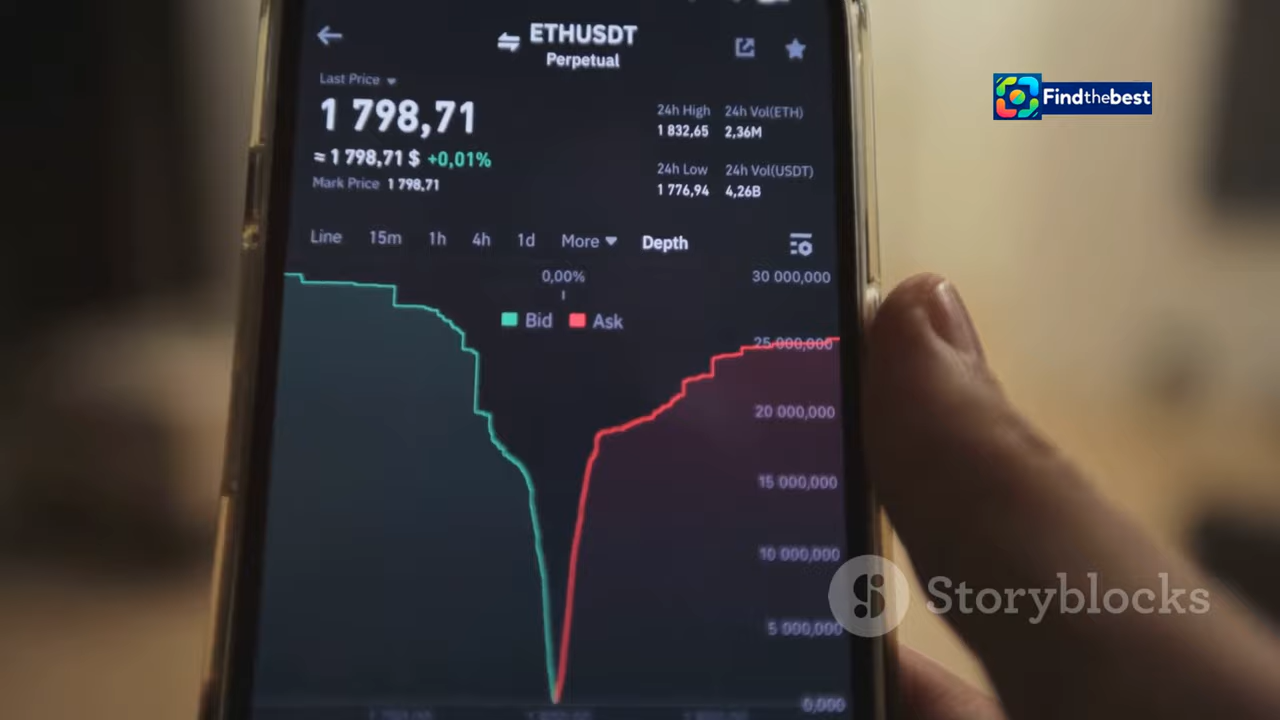 ETHUSDT
Perpetual
Last Price
1 798,71
≈ 1 798,71 $ +0,01%
Mark Price 1 798,71
24h High 24h Vol(ETH)
1 832,65 2,36M
24h Low 24h Vol(USDT)
1 776,94 4,26B
Findthebest
Line 15m 1h 4h 1d More Depth
0,00%
30 000,000
Bid Ask
25 000,000
20 000,000
15 000,000
10 000,000
5 000,000
0,000
Storyblocks